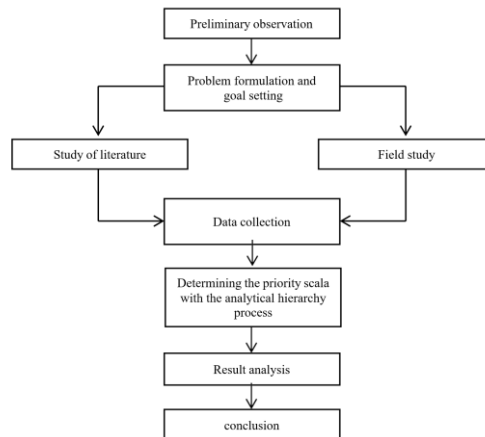 Preliminary observation
Problem formulation and
goal setting
Study of literature
Field study
Data collection
Determining the priority scala
with the analytical hierarchy
process
Result analysis
conclusion